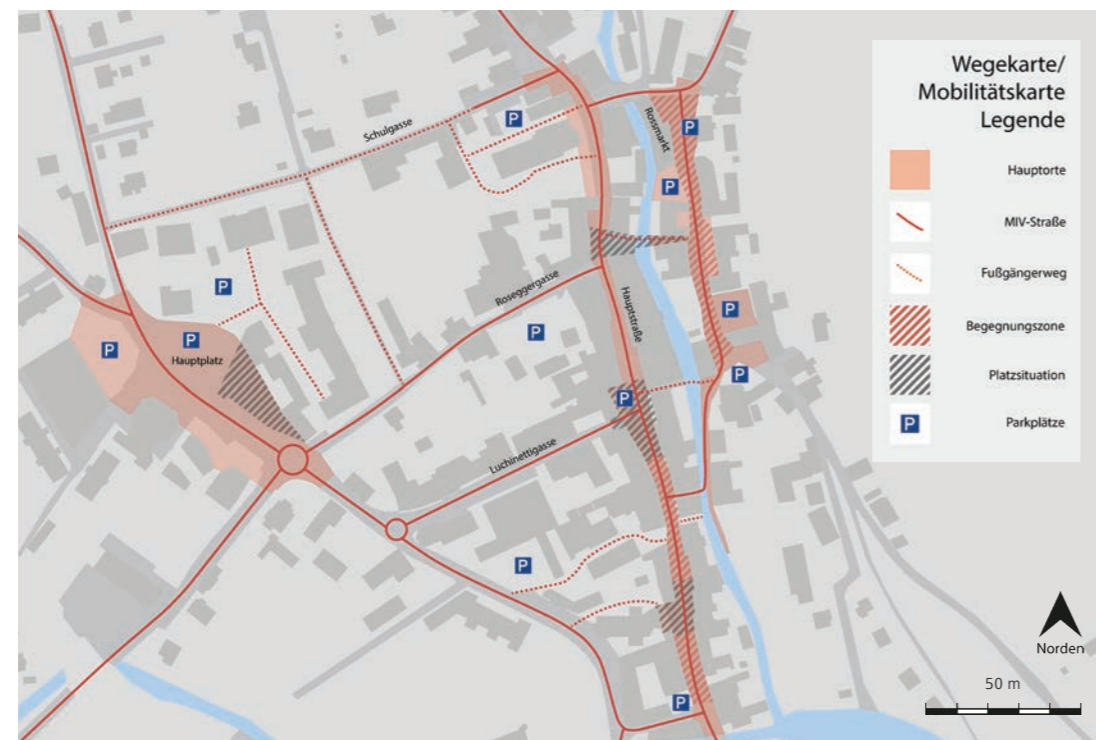 Wegekarte/
Mobilitätskarte
Legende
Hauptorte
MIV-Straße
Fußgängerweg
Begegnungszone
Platzsituation
P
Parkplätze
Schulgasse
P
Rossmarkt
P
P
Roseggergasse
Hauptstraße
P
P
P
Hauptplatz
P
P
P
P
Luchinettigasse
P
P
Norden
50 m